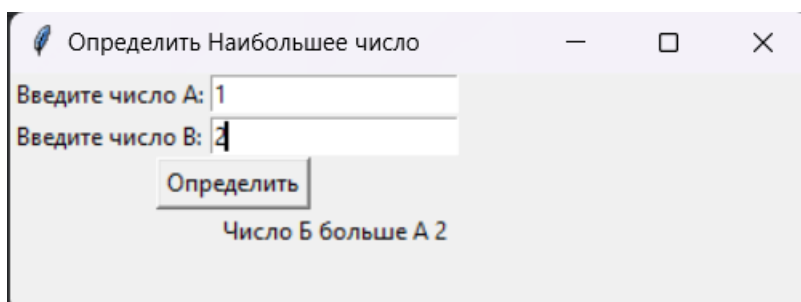 Определить Наибольшее число
Введите число A: 1
Введите число B: 2
Определить
Число Б больше А 2